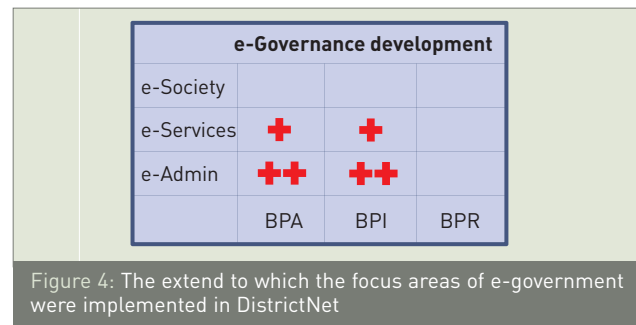 e-Governance development
e-Society
e-Services + +
e-Admin ++ ++
BPA BPI BPR
Figure 4: The extend to which the focus areas of e-government
were implemented in DistrictNet